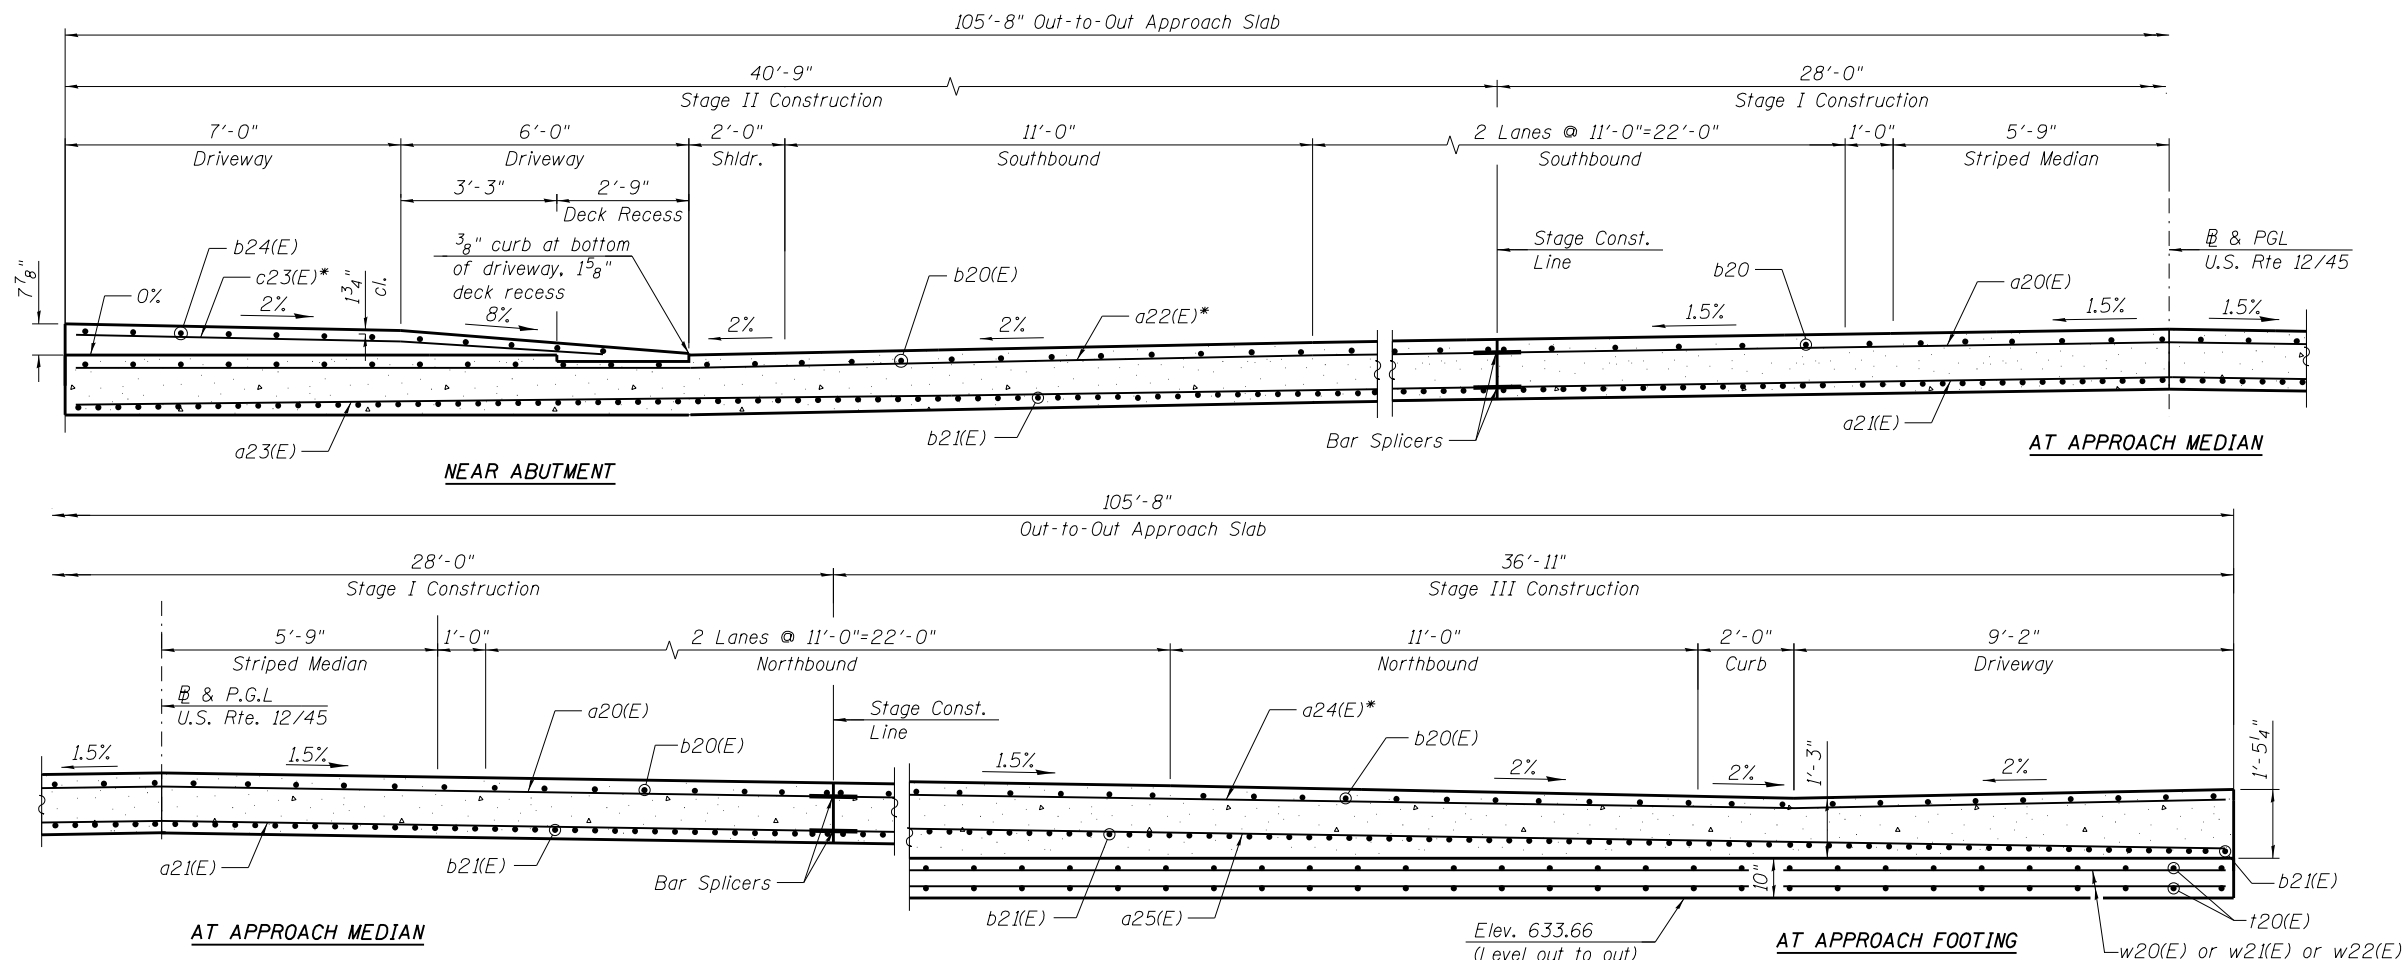 105'-8" Out-to-Out Approach Slab
40'-9"
Stage II Construction
28'-0"
Stage I Construction
7'-0"
Driveway
6'-0"
Driveway
2'-0"
Shldr.
11'-0"
Southbound
2 Lanes @ 11'-0"=22'-0"
Southbound
1'-0"
5'-9"
Striped Median
3'-3"
2'-9"
Deck Recess
7 7/8"
b24(E)
c23(E)*
0%
2%
1 3/4"
cl.
3/8" curb at bottom
of driveway, 1 5/8"
deck recess
8%
2%
b20(E)
2%
a22(E)*
Stage Const.
Line
b20
1.5%
a20(E)
1.5%
1.5%
℄ & PGL
U.S. Rte 12/45
a23(E)
b21(E)
Bar Splicers
a21(E)
NEAR ABUTMENT
AT APPROACH MEDIAN
105'-8"
Out-to-Out Approach Slab
28'-0"
Stage I Construction
36'-11"
Stage III Construction
5'-9"
Striped Median
1'-0"
2 Lanes @ 11'-0"=22'-0"
Northbound
11'-0"
Northbound
2'-0"
Curb
9'-2"
Driveway
℄ & P.G.L
U.S. Rte. 12/45
1.5%
1.5%
a20(E)
b20(E)
Stage Const.
Line
1.5%
a24(E)*
b20(E)
2%
2%
1'-3"
2%
1'-5 1/4"
a21(E)
b21(E)
Bar Splicers
b21(E)
a25(E)
10"
b21(E)
t20(E)
w20(E) or w21(E) or w22(E)
Elev. 633.66
(Level out to out)
AT APPROACH MEDIAN
AT APPROACH FOOTING